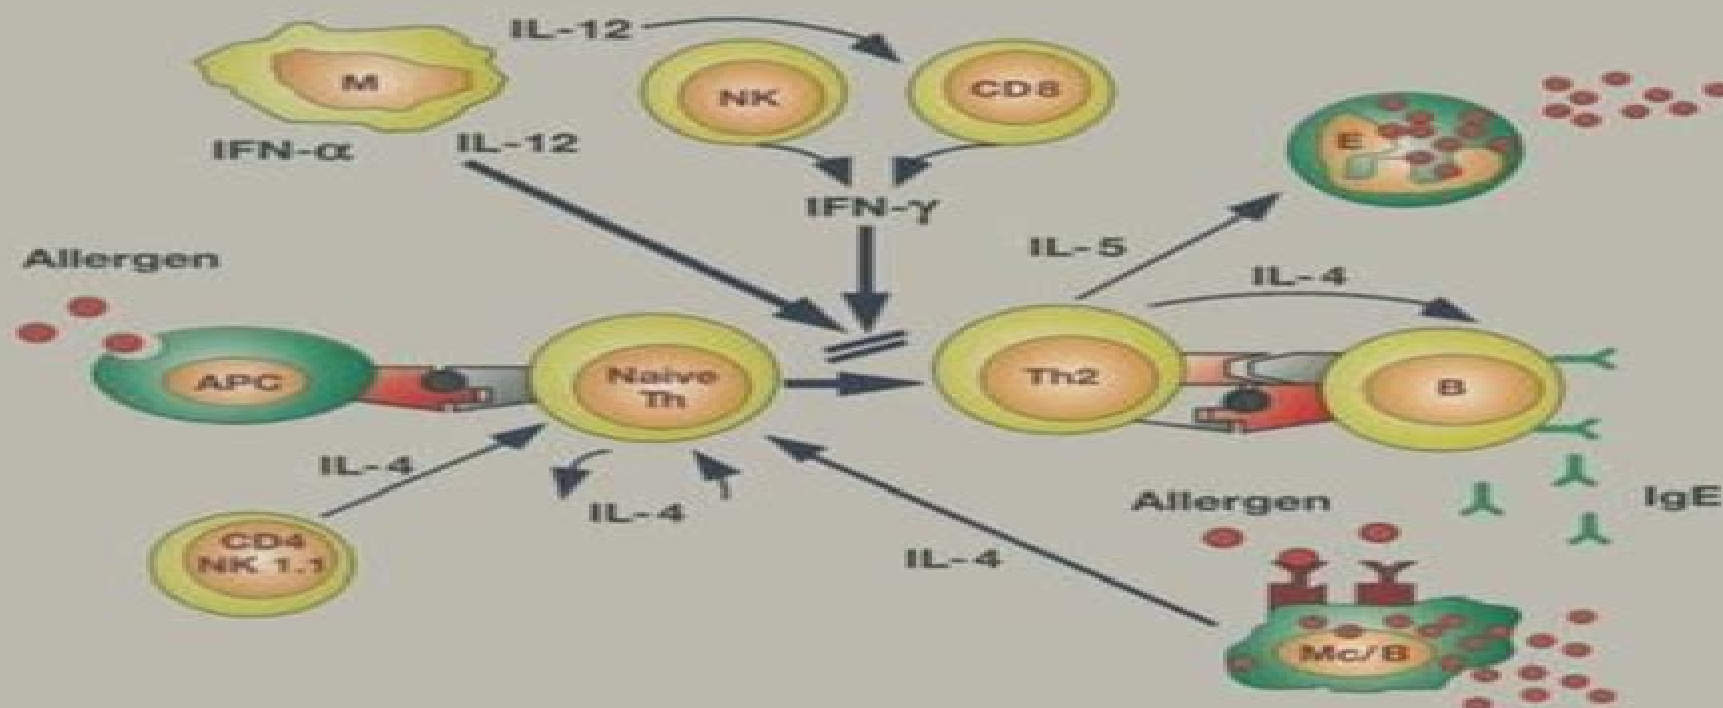 IL-12
M
NK
CD8
IFN-α
IL-12
E
IFN-γ
IL-5
Allergen
IL-4
APC
Naive
Th
Th2
B
IL-4
IL-4
Allergen
IgE
CD4
NK 1.1
IL-4
Mc/B